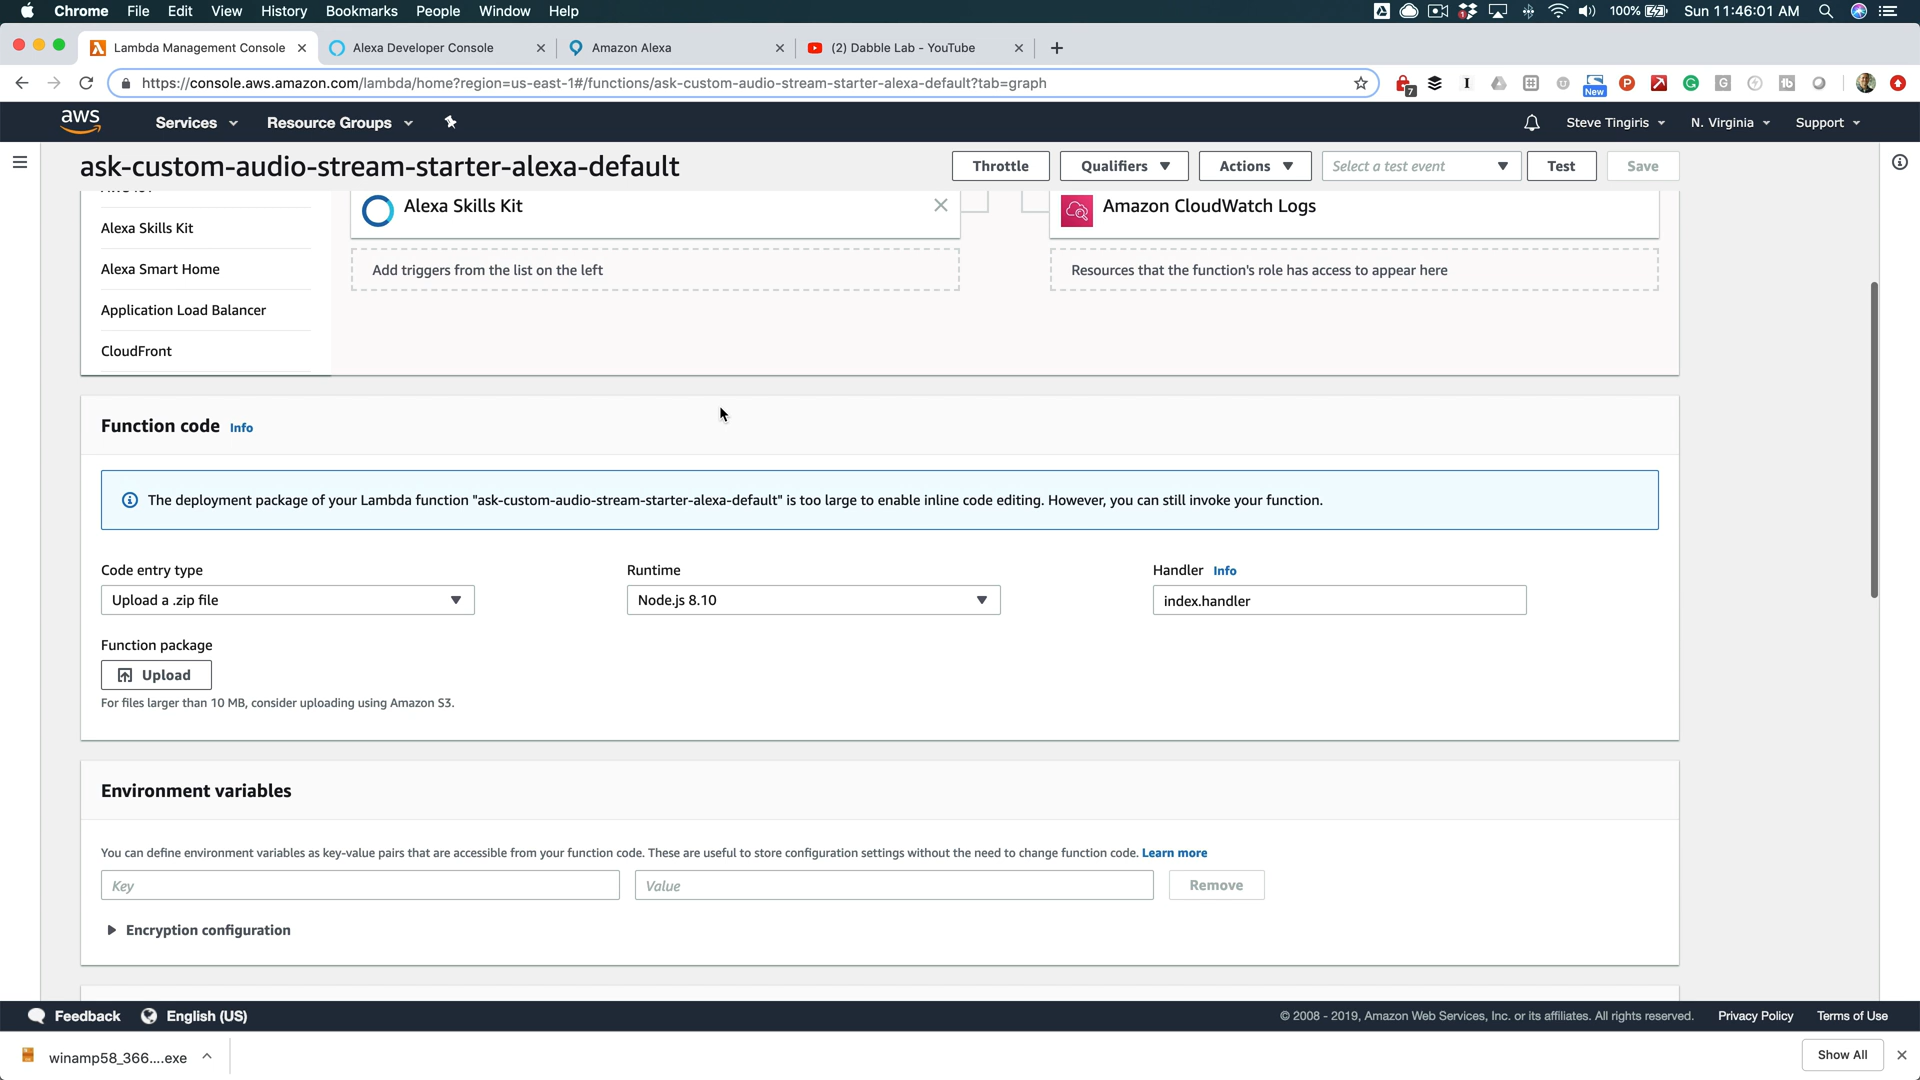 Chrome File Edit View History Bookmarks People Window Help 1 100% Sun 11:46:01 AM
Lambda Management Console Alexa Developer Console Amazon Alexa (2) Dabble Lab - YouTube
https://console.aws.amazon.com/lambda/home?region=us-east-1#/functions/ask-custom-audio-stream-starter-alexa-default?tab=graph 7 New
aws Services Resource Groups Steve Tingiris N. Virginia Support
ask-custom-audio-stream-starter-alexa-default Throttle Qualifiers Actions Select a test event Test Save
Alexa Skills Kit Amazon CloudWatch Logs
Alexa Skills Kit
Alexa Smart Home Add triggers from the list on the left Resources that the function's role has access to appear here
Application Load Balancer
CloudFront
Function code Info
The deployment package of your Lambda function "ask-custom-audio-stream-starter-alexa-default" is too large to enable inline code editing. However, you can still invoke your function.
Code entry type Runtime Handler Info
Upload a .zip file Node.js 8.10 index.handler
Function package
Upload
For files larger than 10 MB, consider uploading using Amazon S3.
Environment variables
You can define environment variables as key-value pairs that are accessible from your function code. These are useful to store configuration settings without the need to change function code. Learn more
Key Value Remove
Encryption configuration
Feedback English (US) © 2008 - 2019, Amazon Web Services, Inc. or its affiliates. All rights reserved. Privacy Policy Terms of Use
winamp58_366....exe Show All